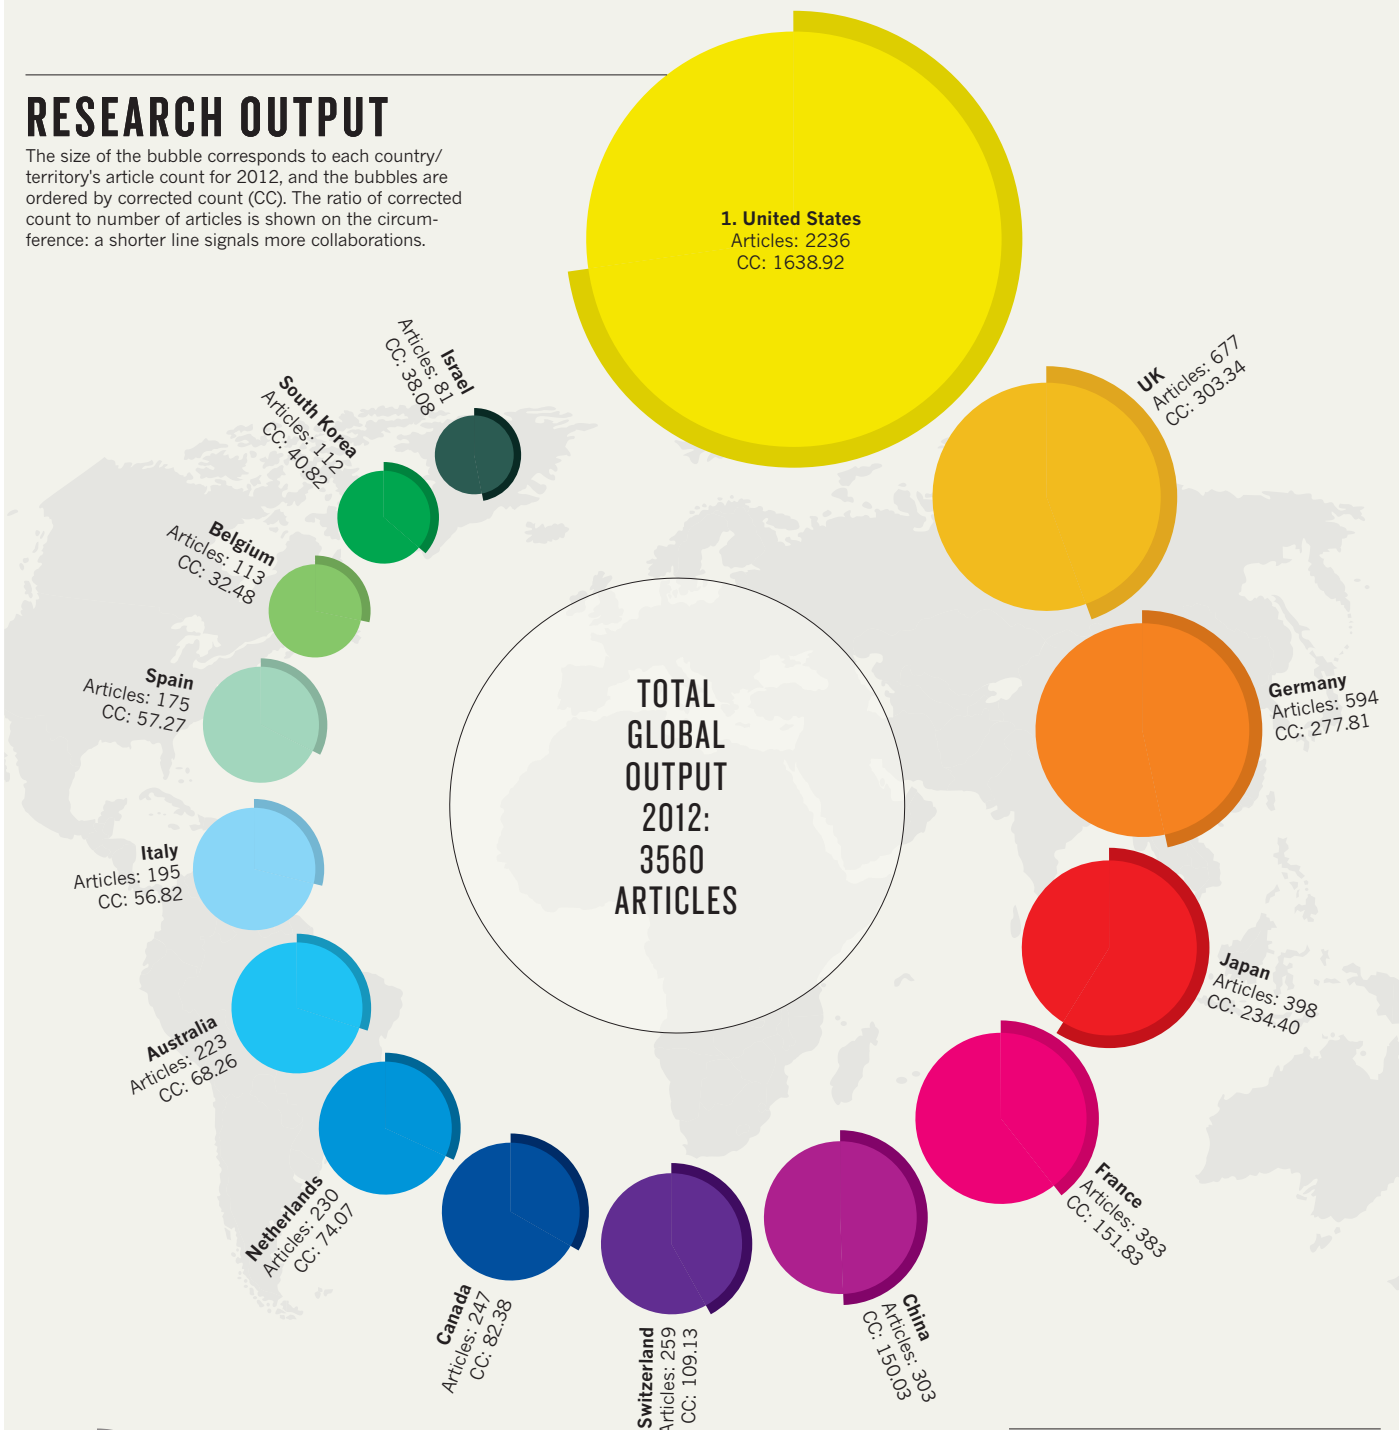 RESEARCH OUTPUT
The size of the bubble corresponds to each country/
territory's article count for 2012, and the bubbles are
ordered by corrected count (CC). The ratio of corrected
count to number of articles is shown on the circum-
ference: a shorter line signals more collaborations.
1. United States
Articles: 2236
CC: 1638.92
UK
Articles: 677
CC: 303.34
Germany
Articles: 594
CC: 277.81
Japan
Articles: 398
CC: 234.40
France
Articles: 383
CC: 151.83
China
Articles: 303
CC: 150.03
Switzerland
Articles: 259
CC: 109.13
Canada
Articles: 247
CC: 82.38
Netherlands
Articles: 230
CC: 74.07
Australia
Articles: 223
CC: 68.26
Italy
Articles: 195
CC: 56.82
Spain
Articles: 175
CC: 57.27
Belgium
Articles: 113
CC: 32.48
South Korea
Articles: 112
CC: 40.82
Israel
Articles: 81
CC: 38.08
TOTAL
GLOBAL
OUTPUT
2012:
3560
ARTICLES